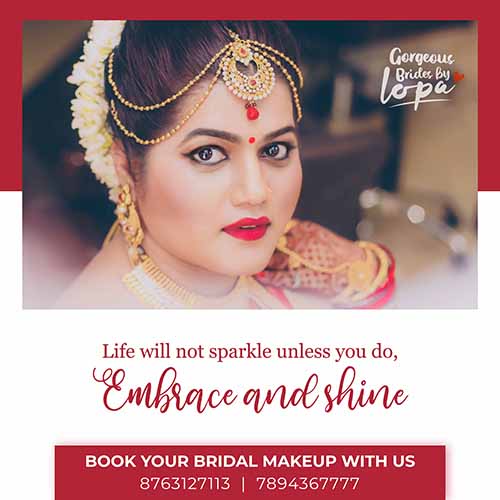 Gorgeous
Brides By
Lopa
Life will not sparkle unless you do,
Embrace and shine
BOOK YOUR BRIDAL MAKEUP WITH US
8763127113 | 7894367777